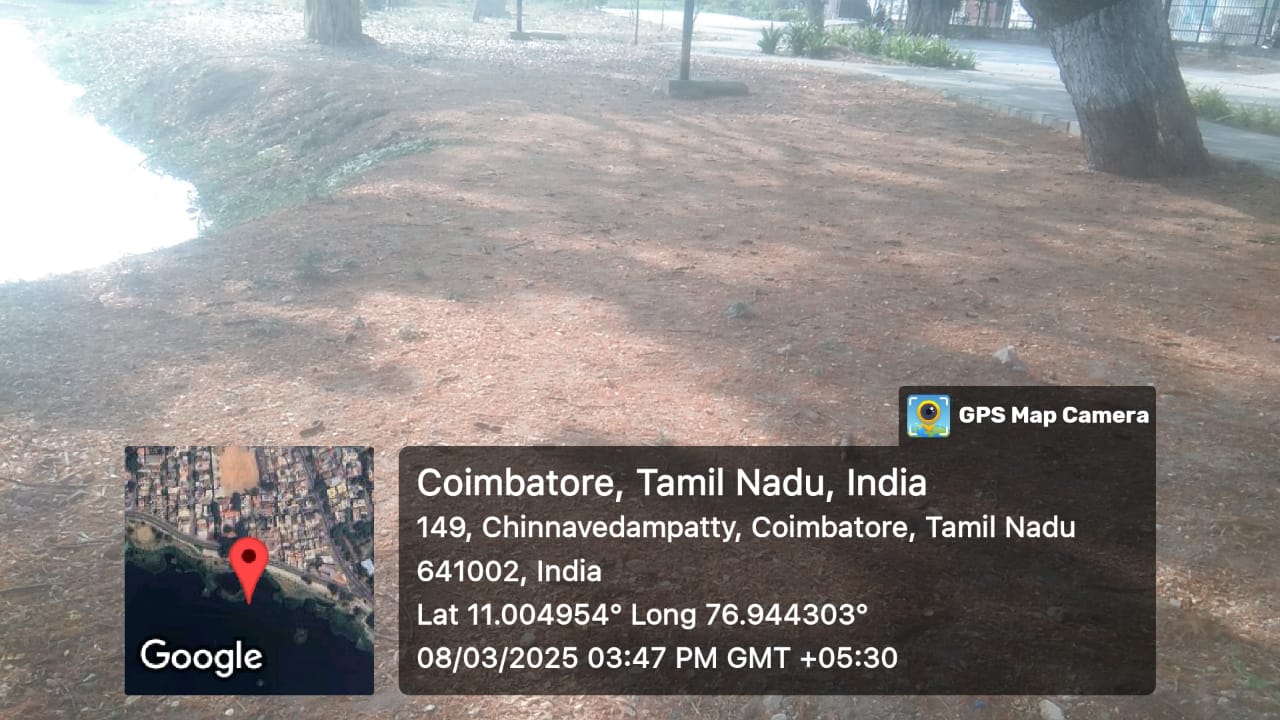 GPS Map Camera
Coimbatore, Tamil Nadu, India
149, Chinnavedampatty, Coimbatore, Tamil Nadu
641002, India
Lat 11.004954° Long 76.944303°
08/03/2025 03:47 PM GMT +05:30
Google